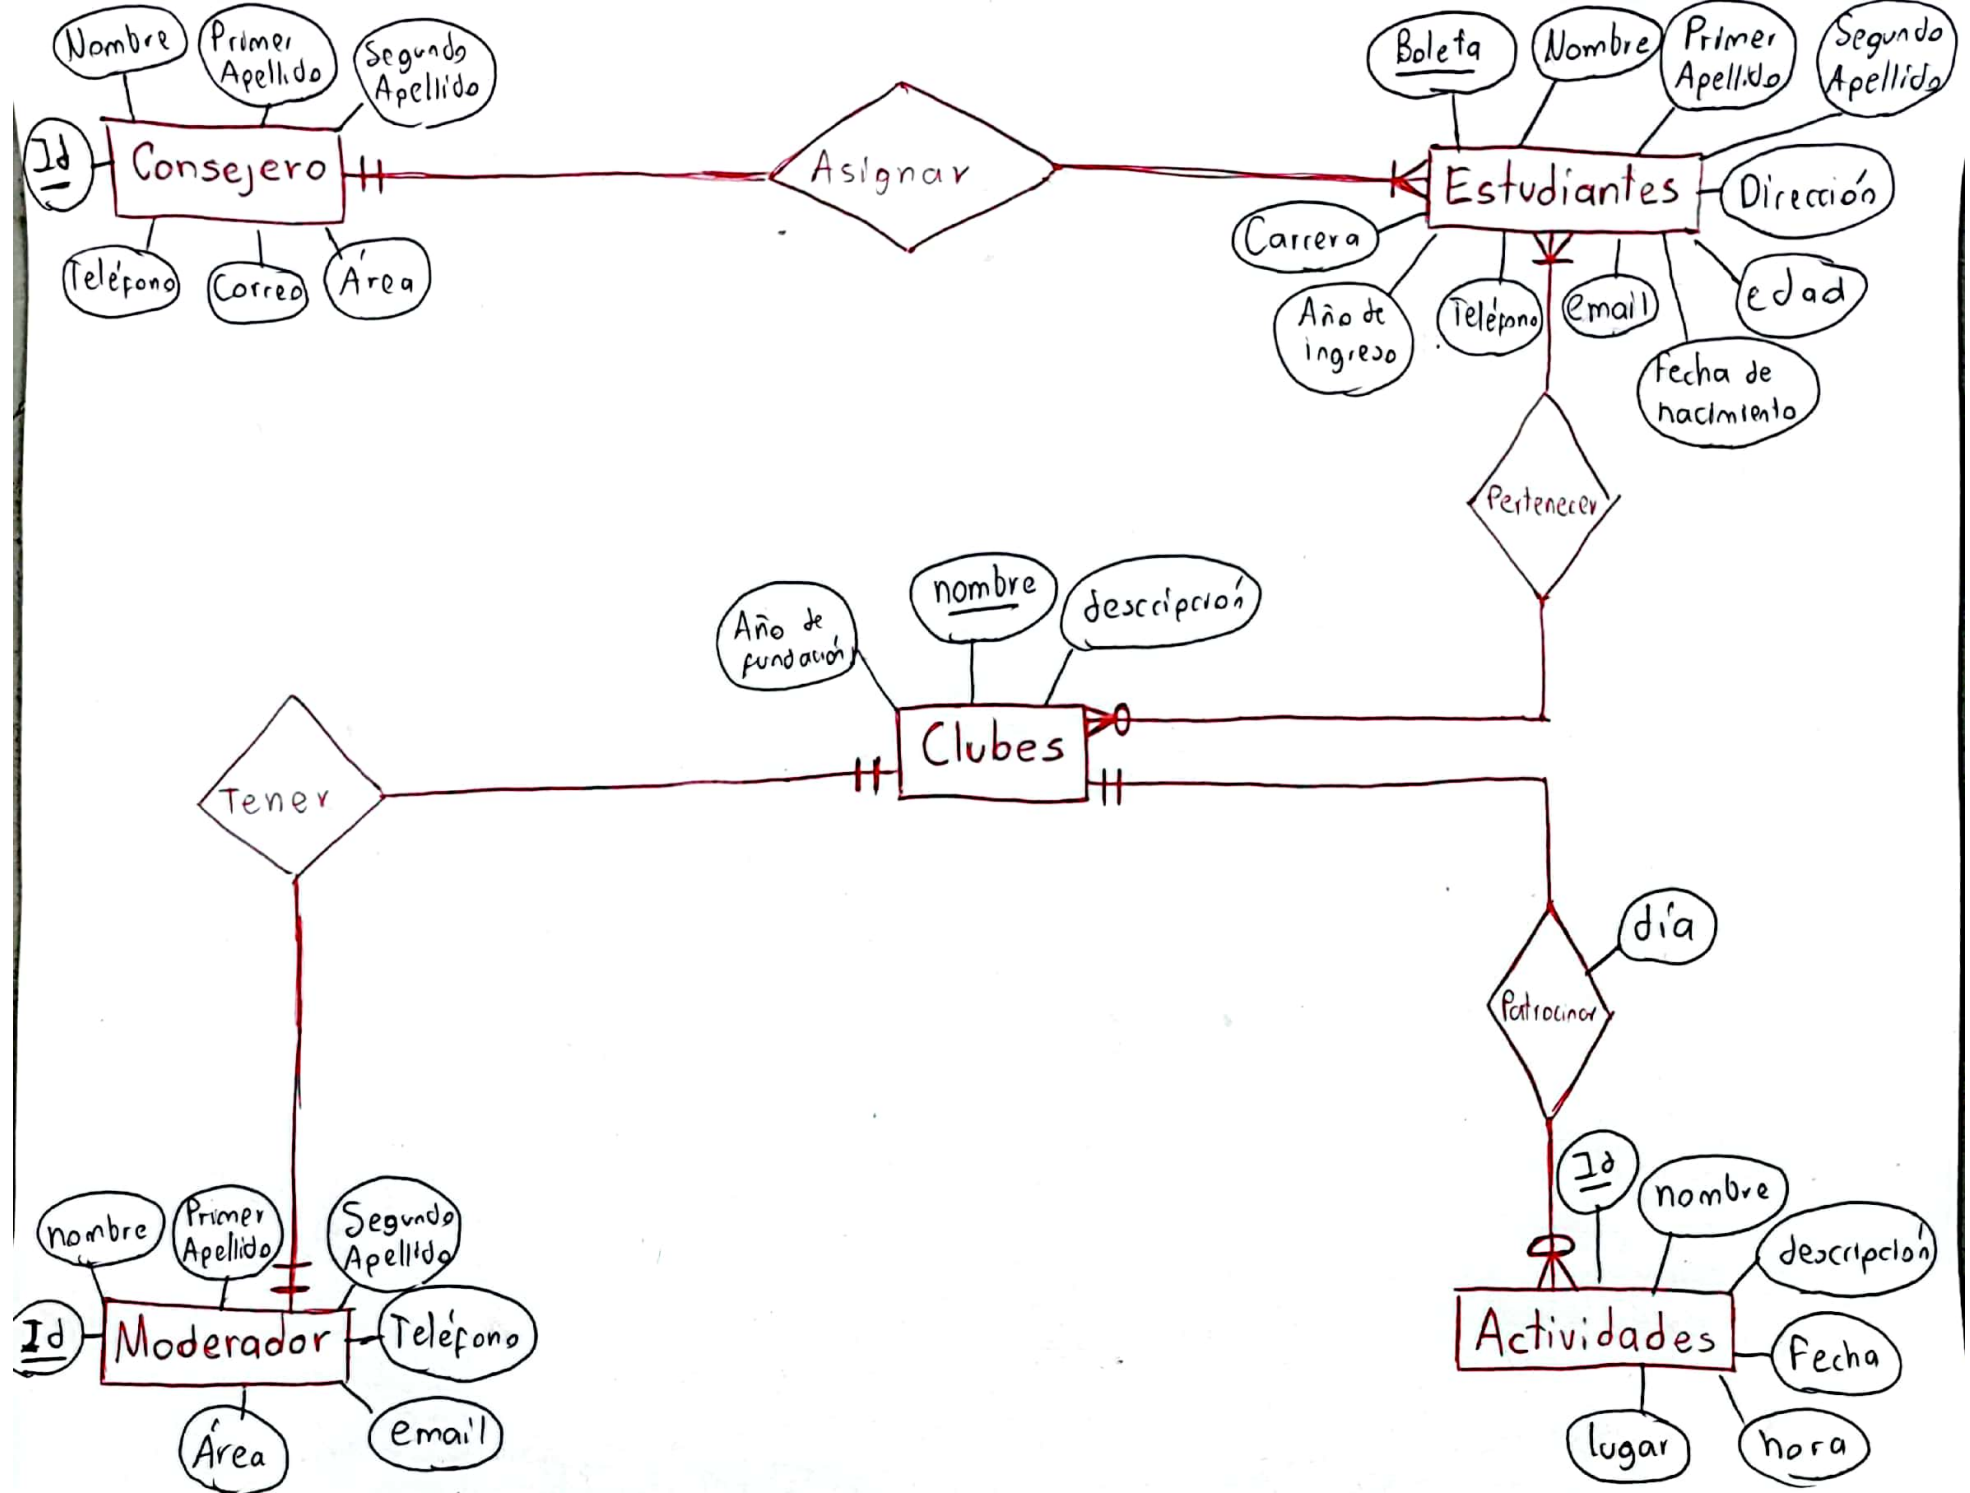 Nombre
Primer
Apellido
Segundo
Apellido
Id
Consejero
Teléfono
Correo
Área
Asignar
Boleta
Nombre
Primer
Apellido
Segundo
Apellido
Estudiantes
Dirección
Carrera
Año de
ingreso
Teléfono
email
edad
Fecha de
nacimiento
Pertenecer
Año de
fundación
nombre
descripción
Clubes
Tener
día
Patrocinar
nombre
Primer
Apellido
Segundo
Apellido
Id
Moderador
Teléfono
Área
email
Id
nombre
descripción
Actividades
Fecha
lugar
hora